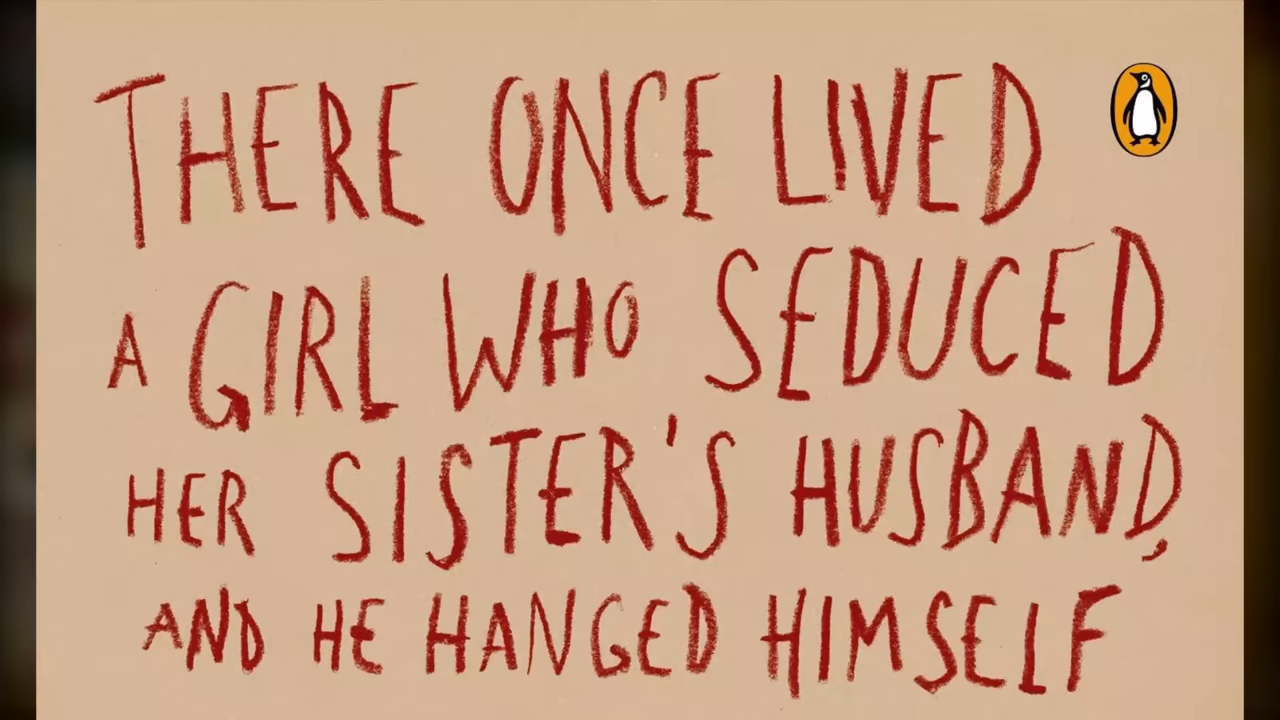 THERE ONCE LIVED
A GIRL WHO SEDUCED
HER SISTER'S HUSBAND,
AND HE HANGED HIMSELF